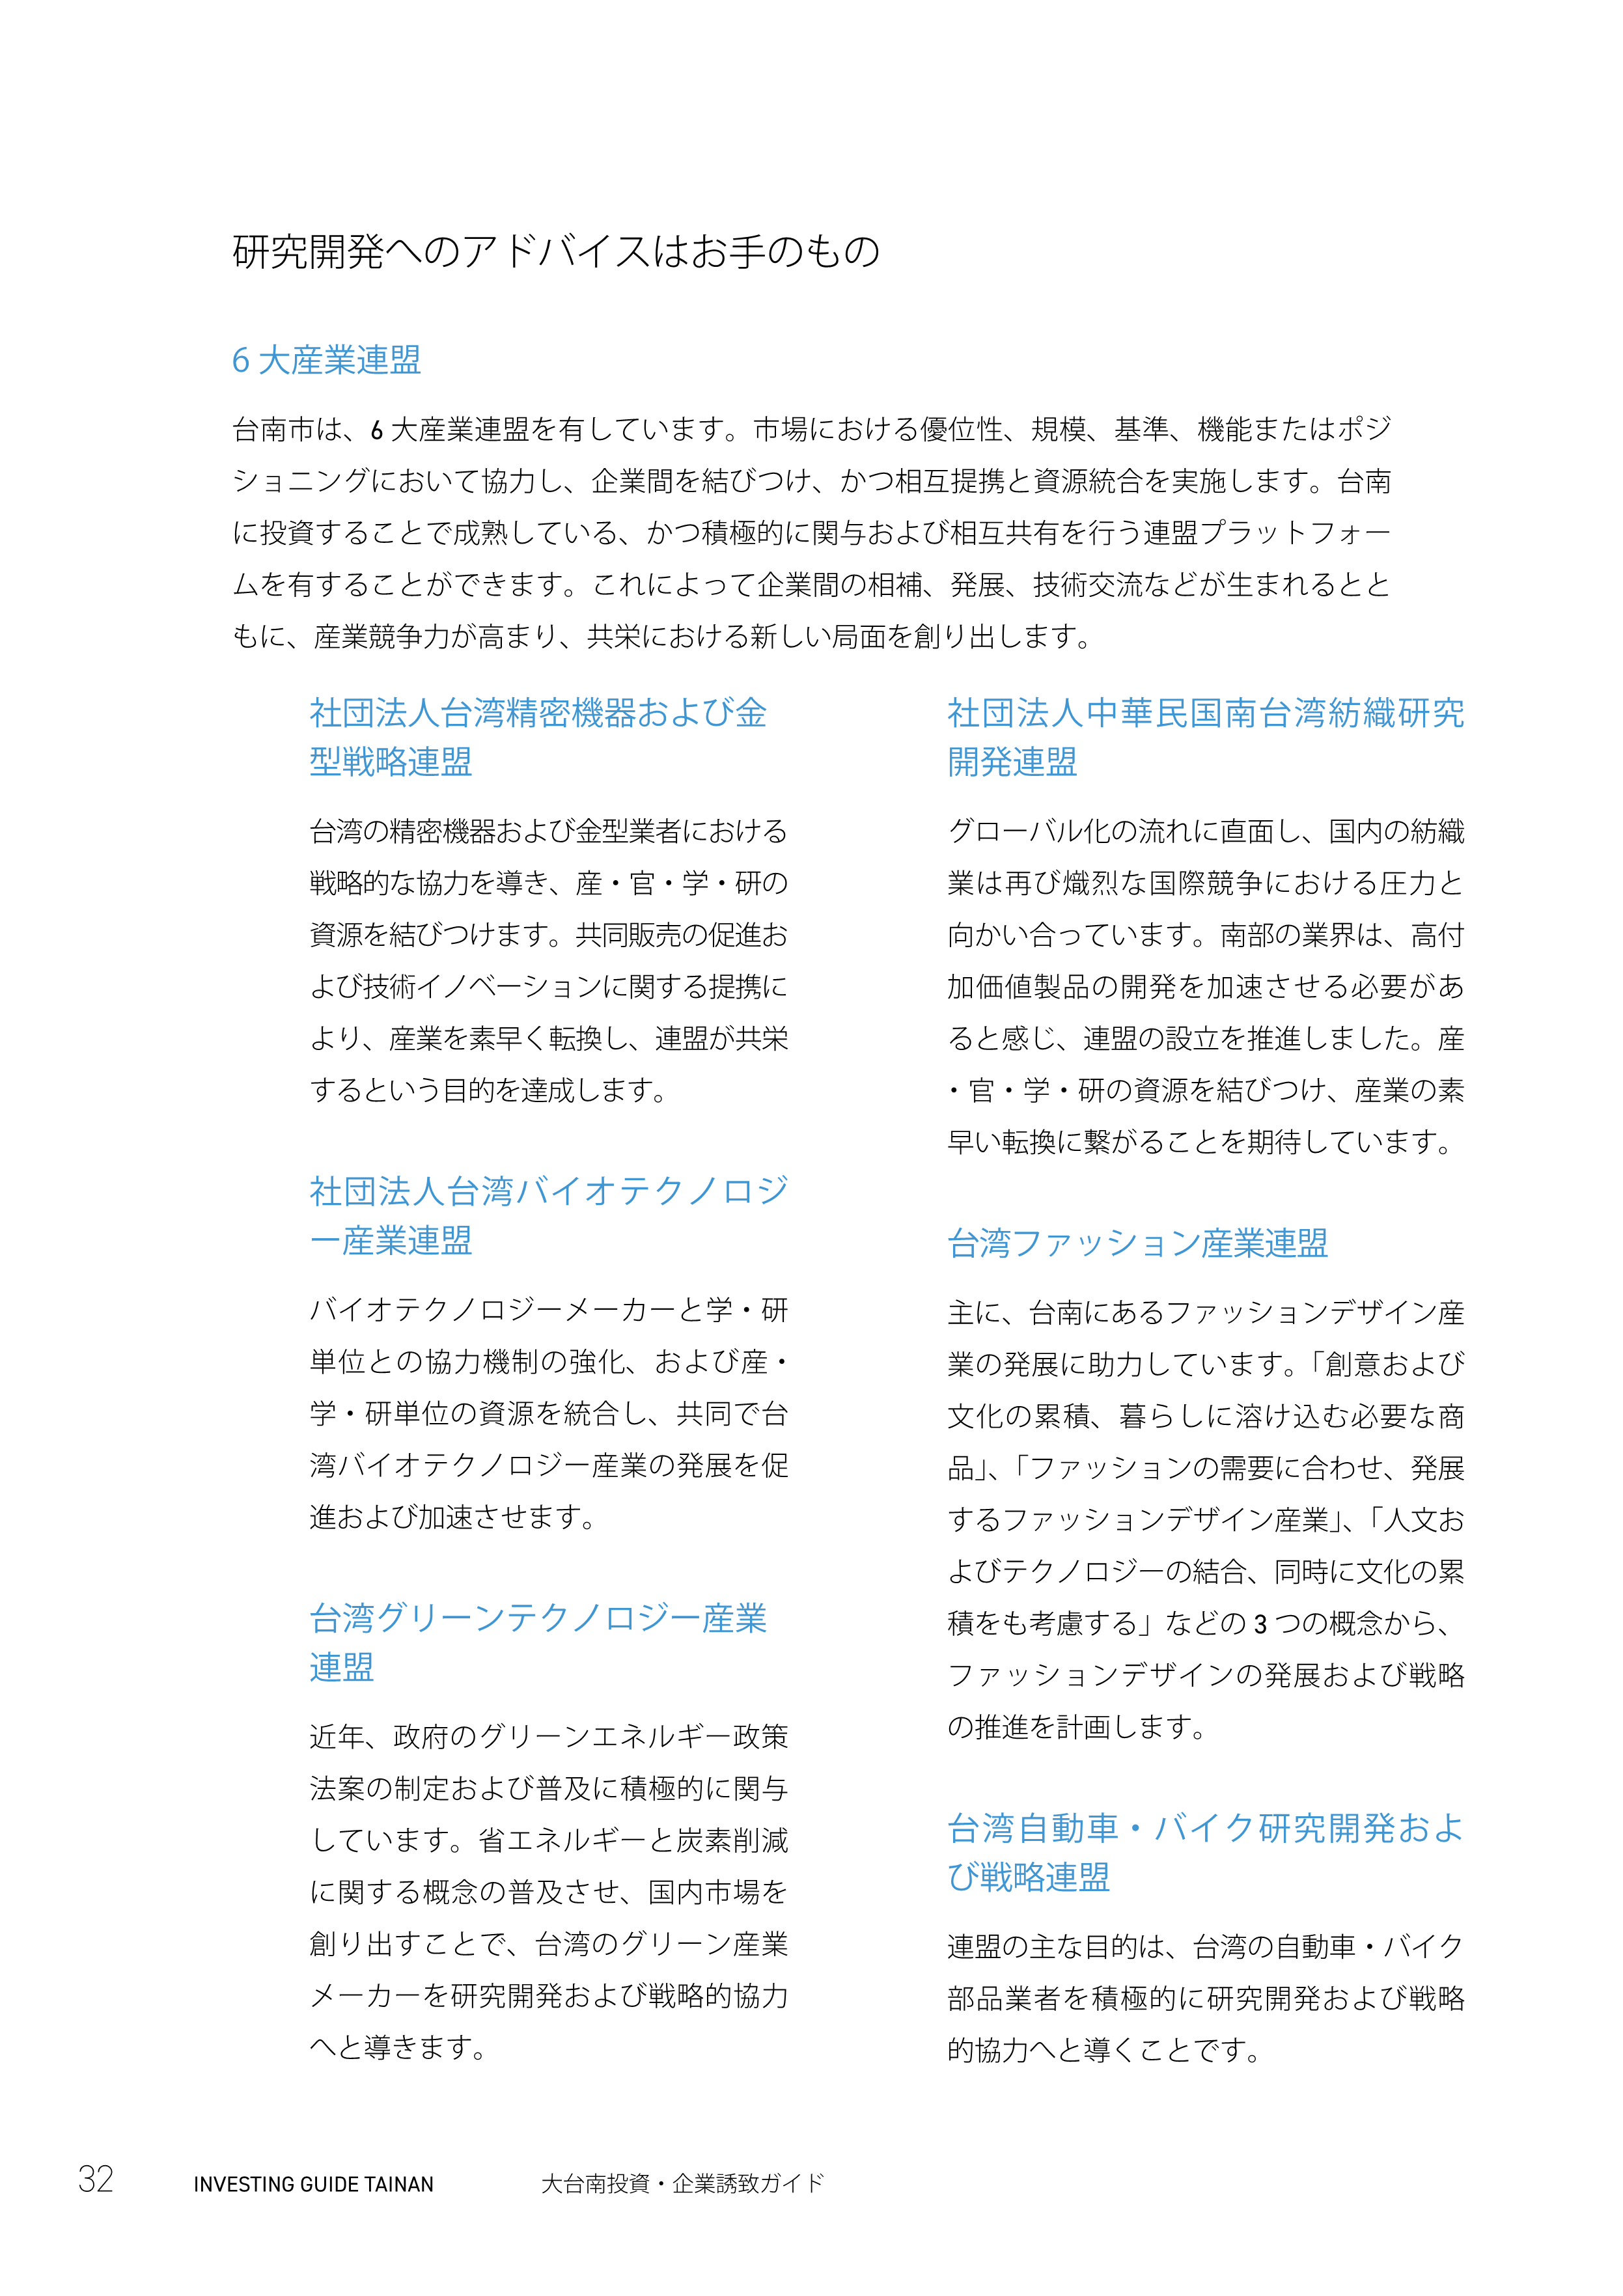 研究開発へのアドバイスはお手のもの
6 大産業連盟
台南市は、6 大産業連盟を有しています。市場における優位性、規模、基準、機能またはポジ
ショニングにおいて協力し、企業間を結びつけ、かつ相互提携と資源統合を実施します。台南
に投資することで成熟している、かつ積極的に関与および相互共有を行う連盟プラットフォー
ムを有することができます。これによって企業間の相補、発展、技術交流などが生まれるとと
もに、産業競争力が高まり、共栄における新しい局面を創り出します。
社団法人台湾精密機器および金
型戦略連盟
台湾の精密機器および金型業者における
戦略的な協力を導き、産・官・学・研の
資源を結びつけます。共同販売の促進お
よび技術イノベーションに関する提携に
より、産業を素早く転換し、連盟が共栄
するという目的を達成します。
社団法人台湾バイオテクノロジ
ー産業連盟
バイオテクノロジーメーカーと学・研
単位との協力機制の強化、および産・
学・研単位の資源を統合し、共同で台
湾バイオテクノロジー産業の発展を促
進および加速させます。
台湾グリーンテクノロジー産業
連盟
近年、政府のグリーンエネルギー政策
法案の制定および普及に積極的に関与
しています。省エネルギーと炭素削減
に関する概念の普及させ、国内市場を
創り出すことで、台湾のグリーン産業
メーカーを研究開発および戦略的協力
へと導きます。
社団法人中華民国南台湾紡織研究
開発連盟
グローバル化の流れに直面し、国内の紡織
業は再び熾烈な国際競争における圧力と
向かい合っています。南部の業界は、高付
加価値製品の開発を加速させる必要があ
ると感じ、連盟の設立を推進しました。産
・官・学・研の資源を結びつけ、産業の素
早い転換に繋がることを期待しています。
台湾ファッション産業連盟
主に、台南にあるファッションデザイン産
業の発展に助力しています。「創意および
文化の累積、暮らしに溶け込む必要な商
品」、「ファッションの需要に合わせ、発展
するファッションデザイン産業」、「人文お
よびテクノロジーの結合、同時に文化の累
積をも考慮する」などの 3 つの概念から、
ファッションデザインの発展および戦略
の推進を計画します。
台湾自動車・バイク研究開発およ
び戦略連盟
連盟の主な目的は、台湾の自動車・バイク
部品業者を積極的に研究開発および戦略
的協力へと導くことです。
32 INVESTING GUIDE TAINAN 大台南投資・企業誘致ガイド